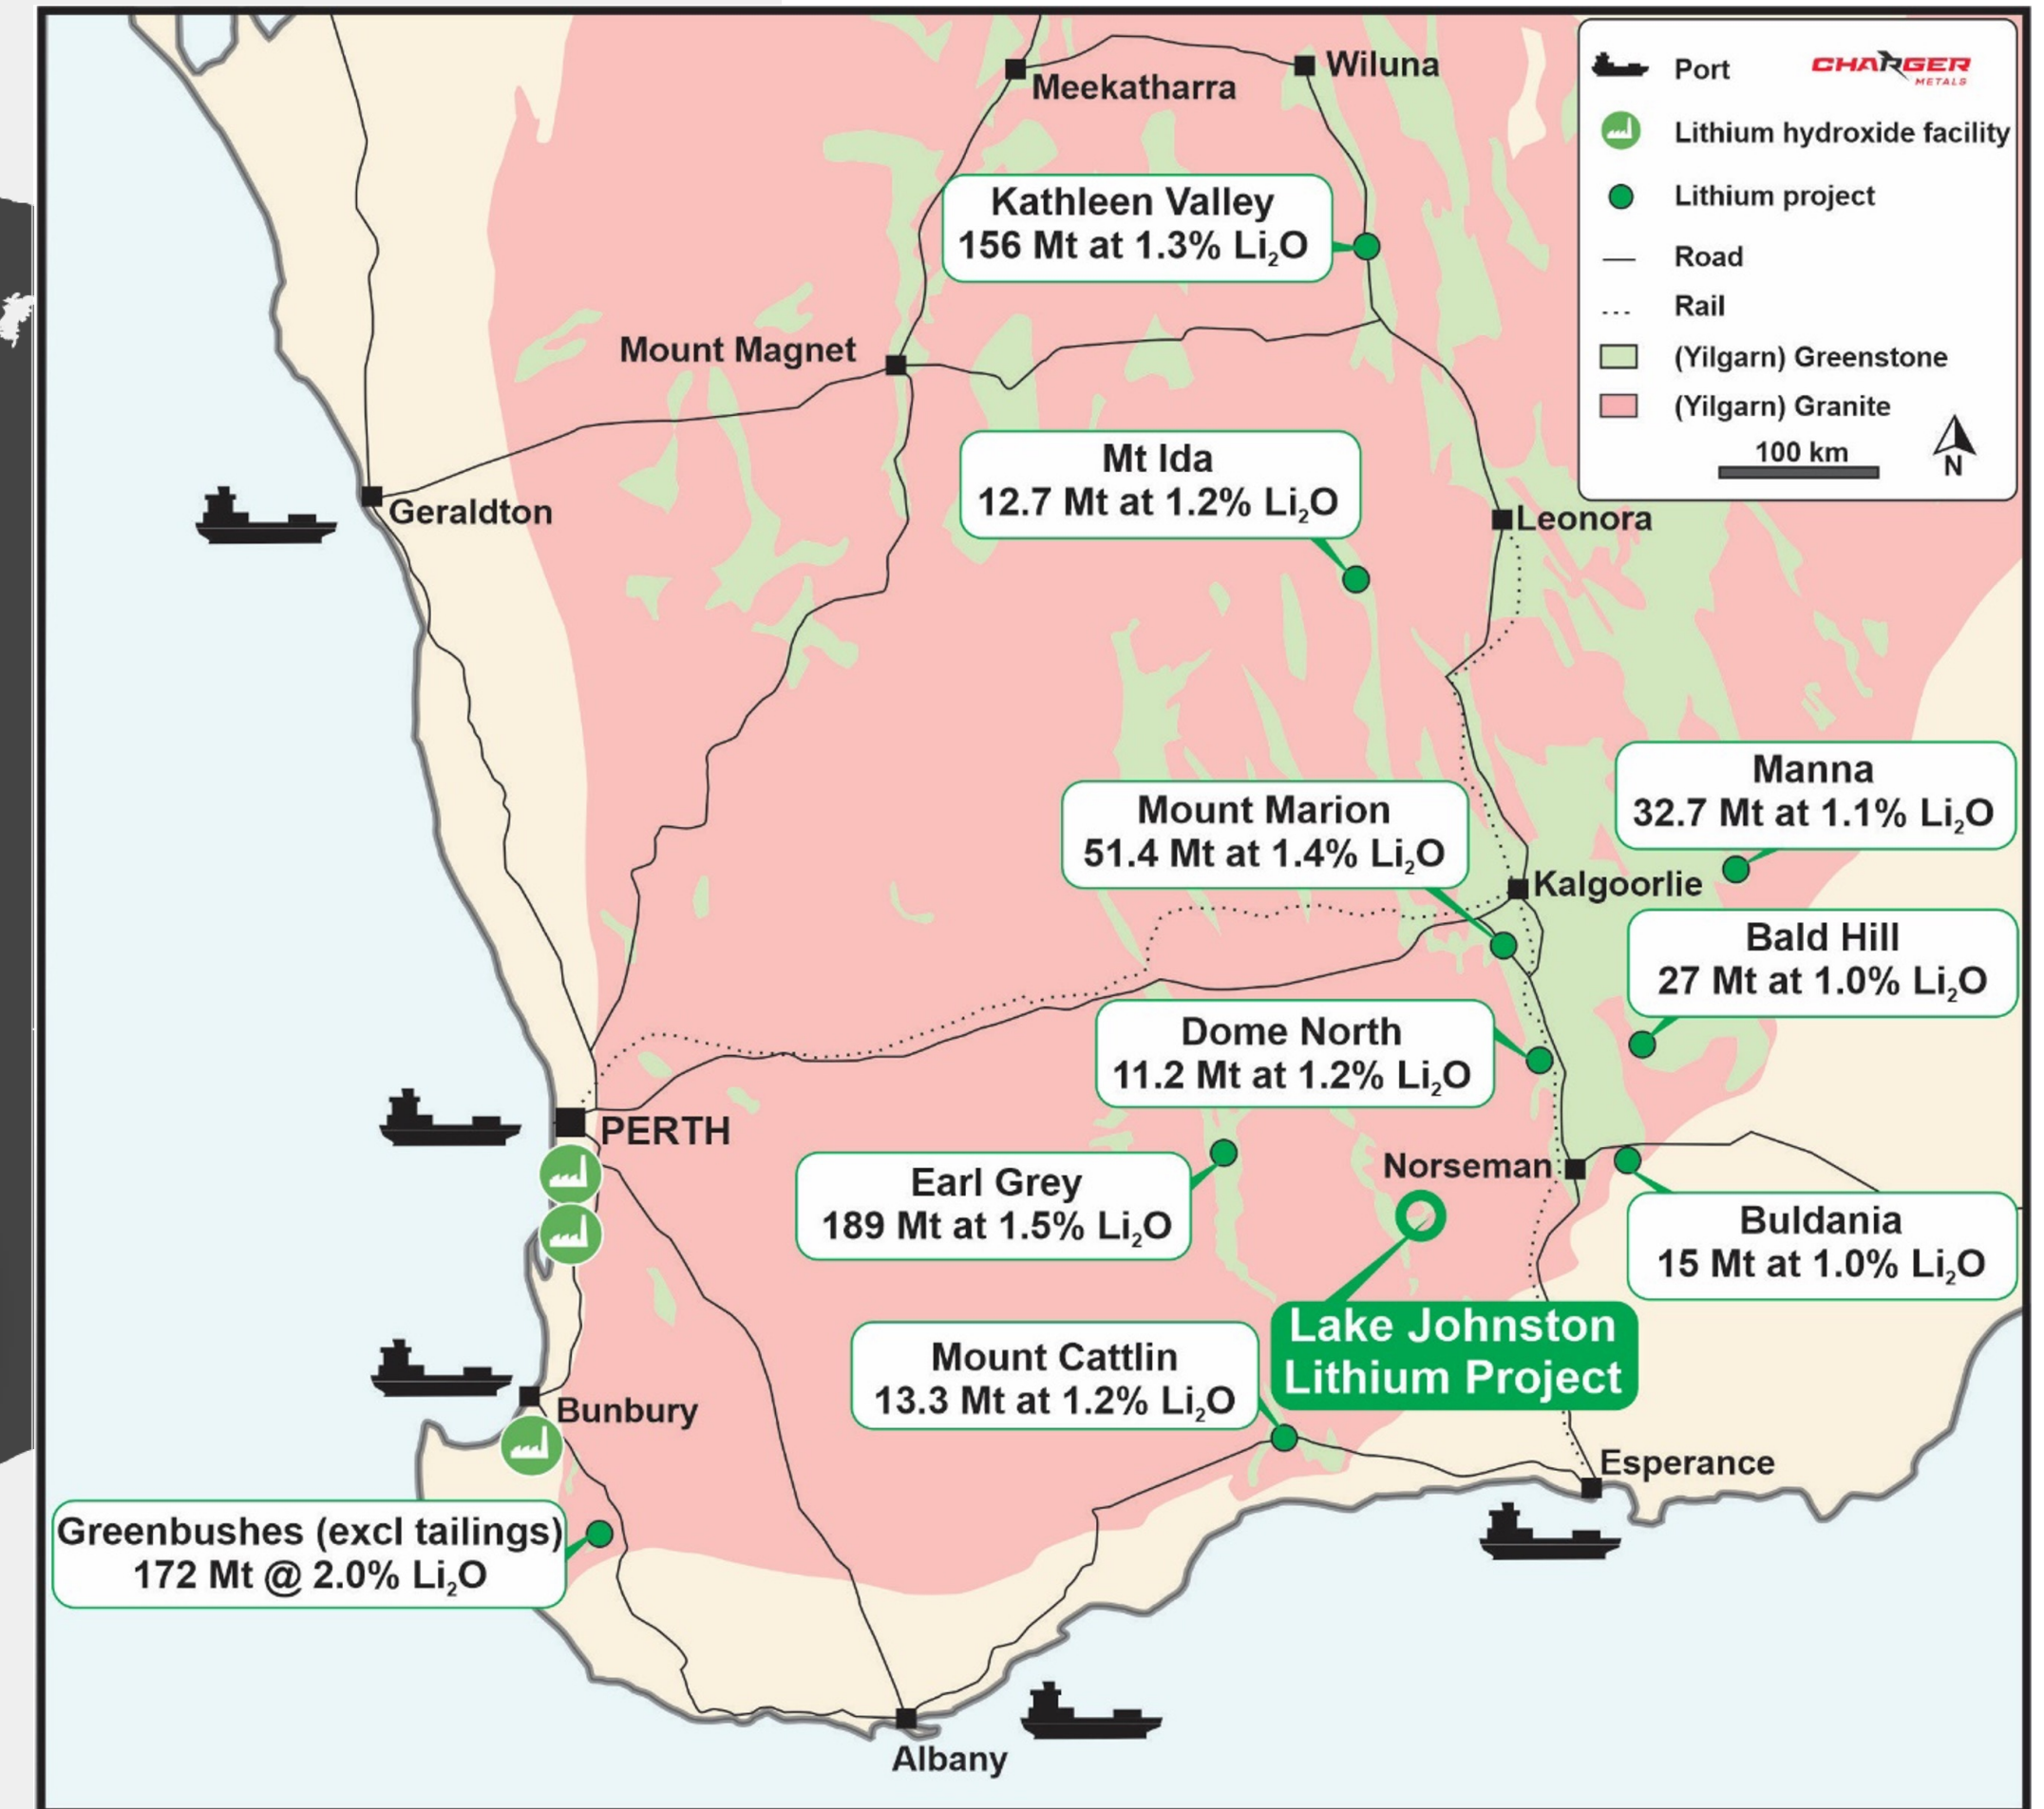 Meekatharra
Wiluna
Port
CHARGER
METALS
Lithium hydroxide facility
Lithium project
Road
Rail
(Yilgarn) Greenstone
(Yilgarn) Granite
100 km
N
Kathleen Valley
156 Mt at 1.3% Li₂O
Mount Magnet
Mt Ida
12.7 Mt at 1.2% Li₂O
Geraldton
Leonora
Manna
32.7 Mt at 1.1% Li₂O
Mount Marion
51.4 Mt at 1.4% Li₂O
Kalgoorlie
Bald Hill
27 Mt at 1.0% Li₂O
Dome North
11.2 Mt at 1.2% Li₂O
PERTH
Norseman
Earl Grey
189 Mt at 1.5% Li₂O
Buldania
15 Mt at 1.0% Li₂O
Lake Johnston
Lithium Project
Mount Cattlin
13.3 Mt at 1.2% Li₂O
Bunbury
Esperance
Greenbushes (excl tailings)
172 Mt @ 2.0% Li₂O
Albany